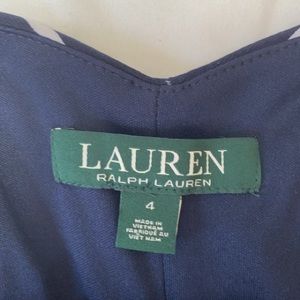 LAUREN
RALPH LAUREN
4
MADE IN
VIETNAM
FABRIQUÉ AU
VIET NAM